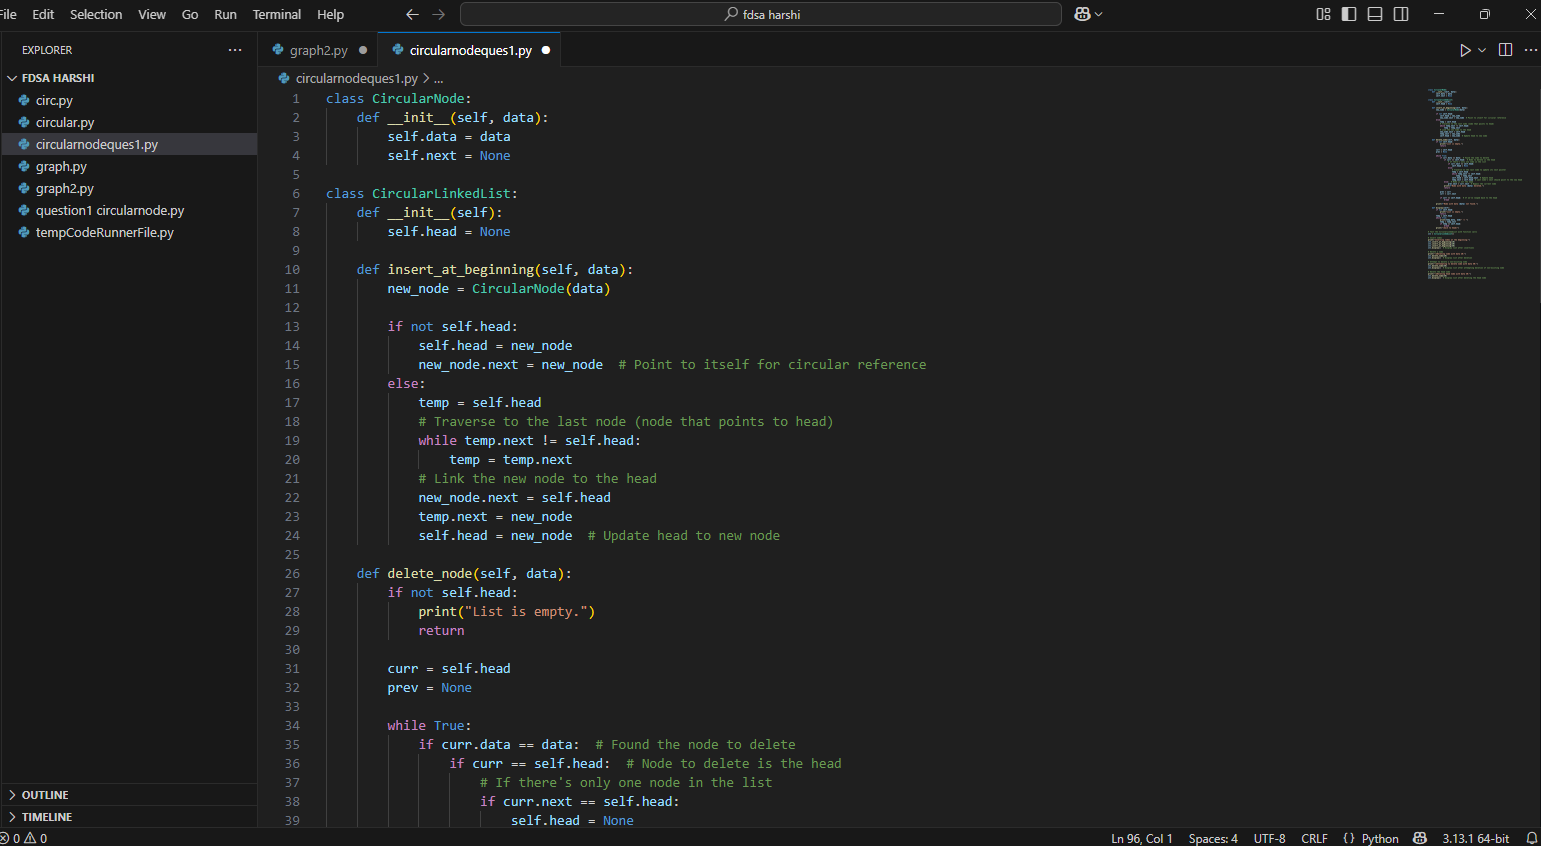 File Edit Selection View Go Run Terminal Help
fdsa harshi
EXPLORER
FDSA HARSHI
circ.py
circular.py
circularnodeques1.py
graph.py
graph2.py
question1 circularnode.py
tempCodeRunnerFile.py
OUTLINE
TIMELINE
graph2.py circularnodeques1.py
circularnodeques1.py > ...
1 class CircularNode:
2 def __init__(self, data):
3 self.data = data
4 self.next = None
5
6 class CircularLinkedList:
7 def __init__(self):
8 self.head = None
9
10 def insert_at_beginning(self, data):
11 new_node = CircularNode(data)
12
13 if not self.head:
14 self.head = new_node
15 new_node.next = new_node # Point to itself for circular reference
16 else:
17 temp = self.head
18 # Traverse to the last node (node that points to head)
19 while temp.next != self.head:
20 temp = temp.next
21 # Link the new node to the head
22 new_node.next = self.head
23 temp.next = new_node
24 self.head = new_node # Update head to new node
25
26 def delete_node(self, data):
27 if not self.head:
28 print("List is empty.")
29 return
30
31 curr = self.head
32 prev = None
33
34 while True:
35 if curr.data == data: # Found the node to delete
36 if curr == self.head: # Node to delete is the head
37 # If there's only one node in the list
38 if curr.next == self.head:
39 self.head = None
0 0 Ln 96, Col 1 Spaces: 4 UTF-8 CRLF {} Python 3.13.1 64-bit